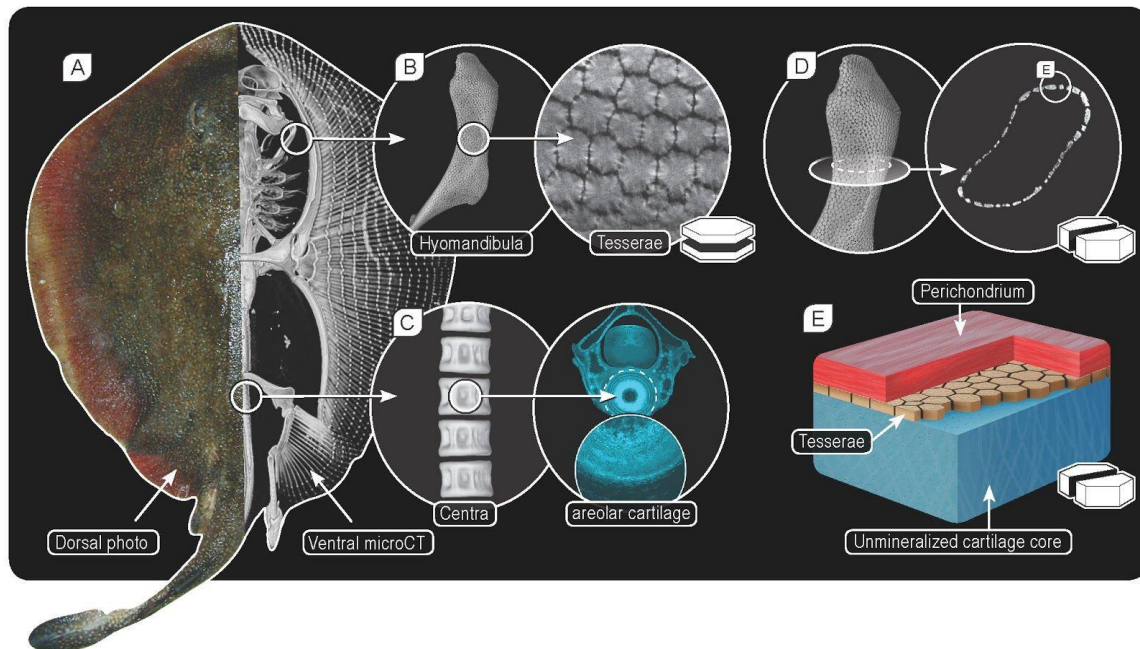 A
B
Hyomandibula
Tesserae
C
Centra
areolar cartilage
D
E
E
Perichondrium
Tesserae
Unmineralized cartilage core
Dorsal photo
Ventral microCT